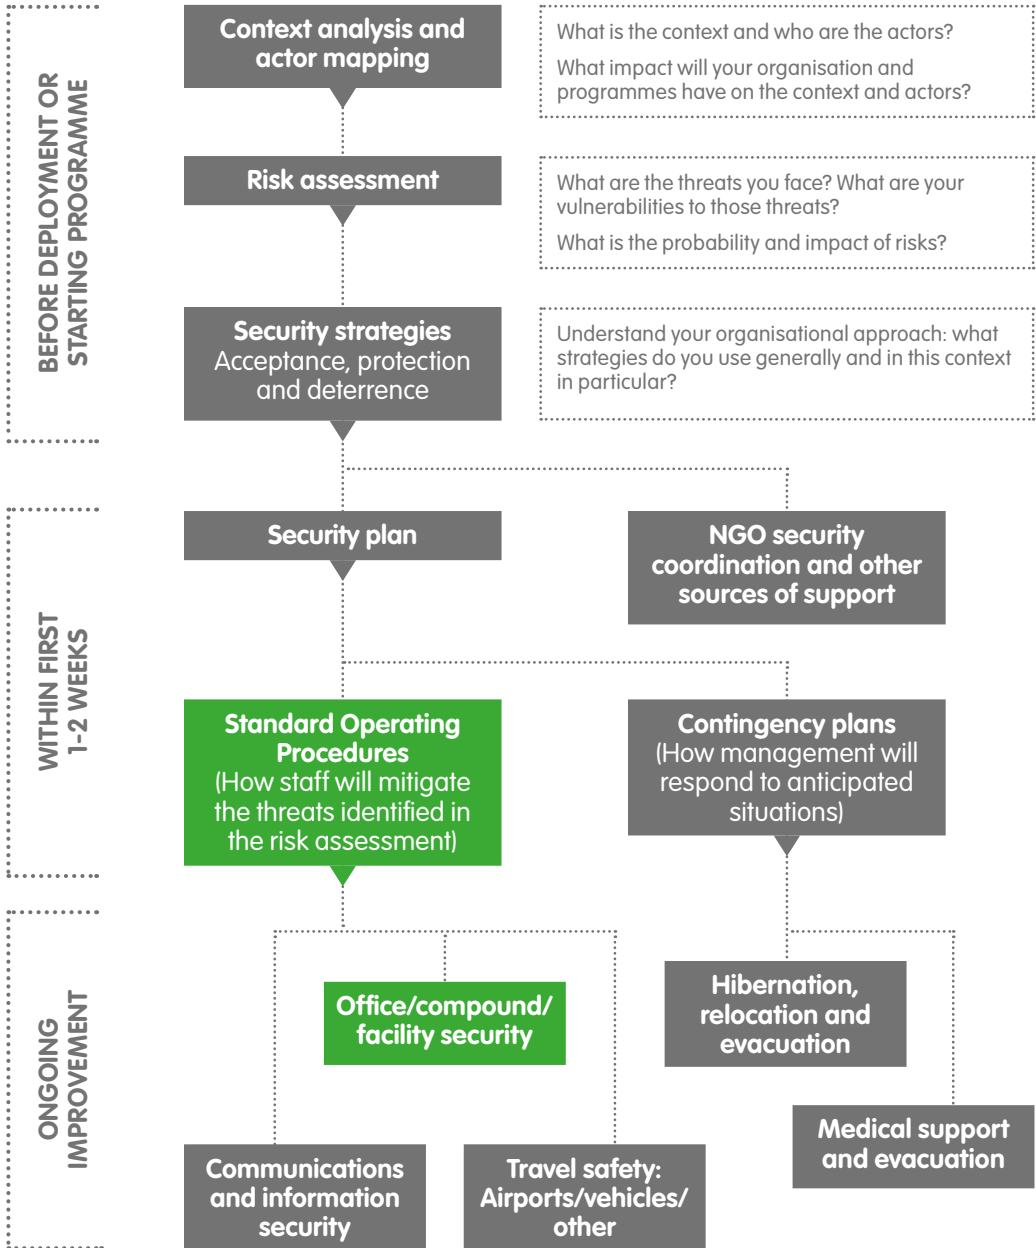 BEFORE DEPLOYMENT OR
STARTING PROGRAMME
Context analysis and
actor mapping
What is the context and who are the actors?
What impact will your organisation and
programmes have on the context and actors?
Risk assessment
What are the threats you face? What are your
vulnerabilities to those threats?
What is the probability and impact of risks?
Security strategies
Acceptance, protection
and deterrence
Understand your organisational approach: what
strategies do you use generally and in this context
in particular?
WITHIN FIRST
1-2 WEEKS
Security plan
NGO security
coordination and other
sources of support
Standard Operating
Procedures
(How staff will mitigate
the threats identified in
the risk assessment)
Contingency plans
(How management will
respond to anticipated
situations)
ONGOING
IMPROVEMENT
Office/compound/
facility security
Hibernation,
relocation and
evacuation
Communications
and information
security
Travel safety:
Airports/vehicles/
other
Medical support
and evacuation